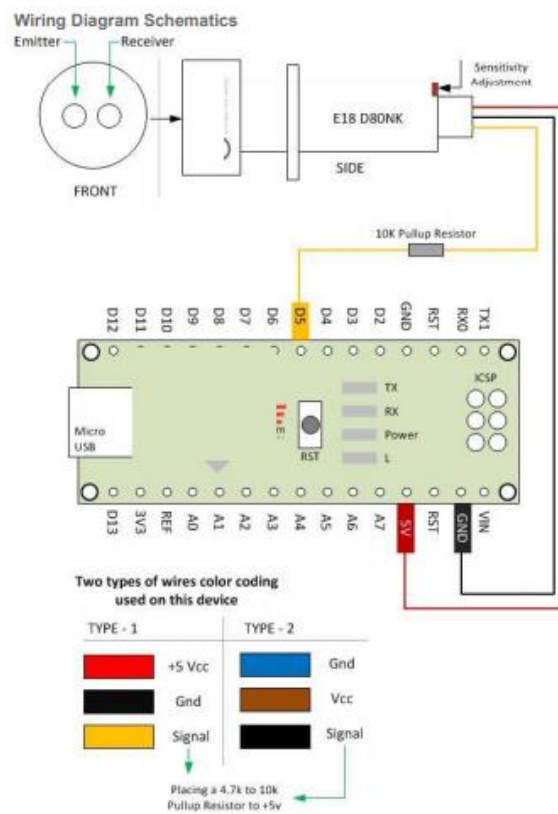 Wiring Diagram Schematics
Emitter
Receiver
Sensitivity
Adjustment
E18 D80NK
FRONT
SIDE
10K Pullup Resistor
D12
D11
D10
D9
D8
D7
D6
D5
D4
D3
D2
GND
RST
RX0
TX1
ICSP
TX
RX
Power
L
Micro
USB
RST
D13
3V3
REF
A0
A1
A2
A3
A4
A5
A6
A7
5V
RST
GND
VIN
Two types of wires color coding
used on this device
TYPE - 1
TYPE - 2
+5 Vcc
Gnd
Gnd
Vcc
Signal
Signal
Placing a 4.7k to 10k
Pullup Resistor to +5v